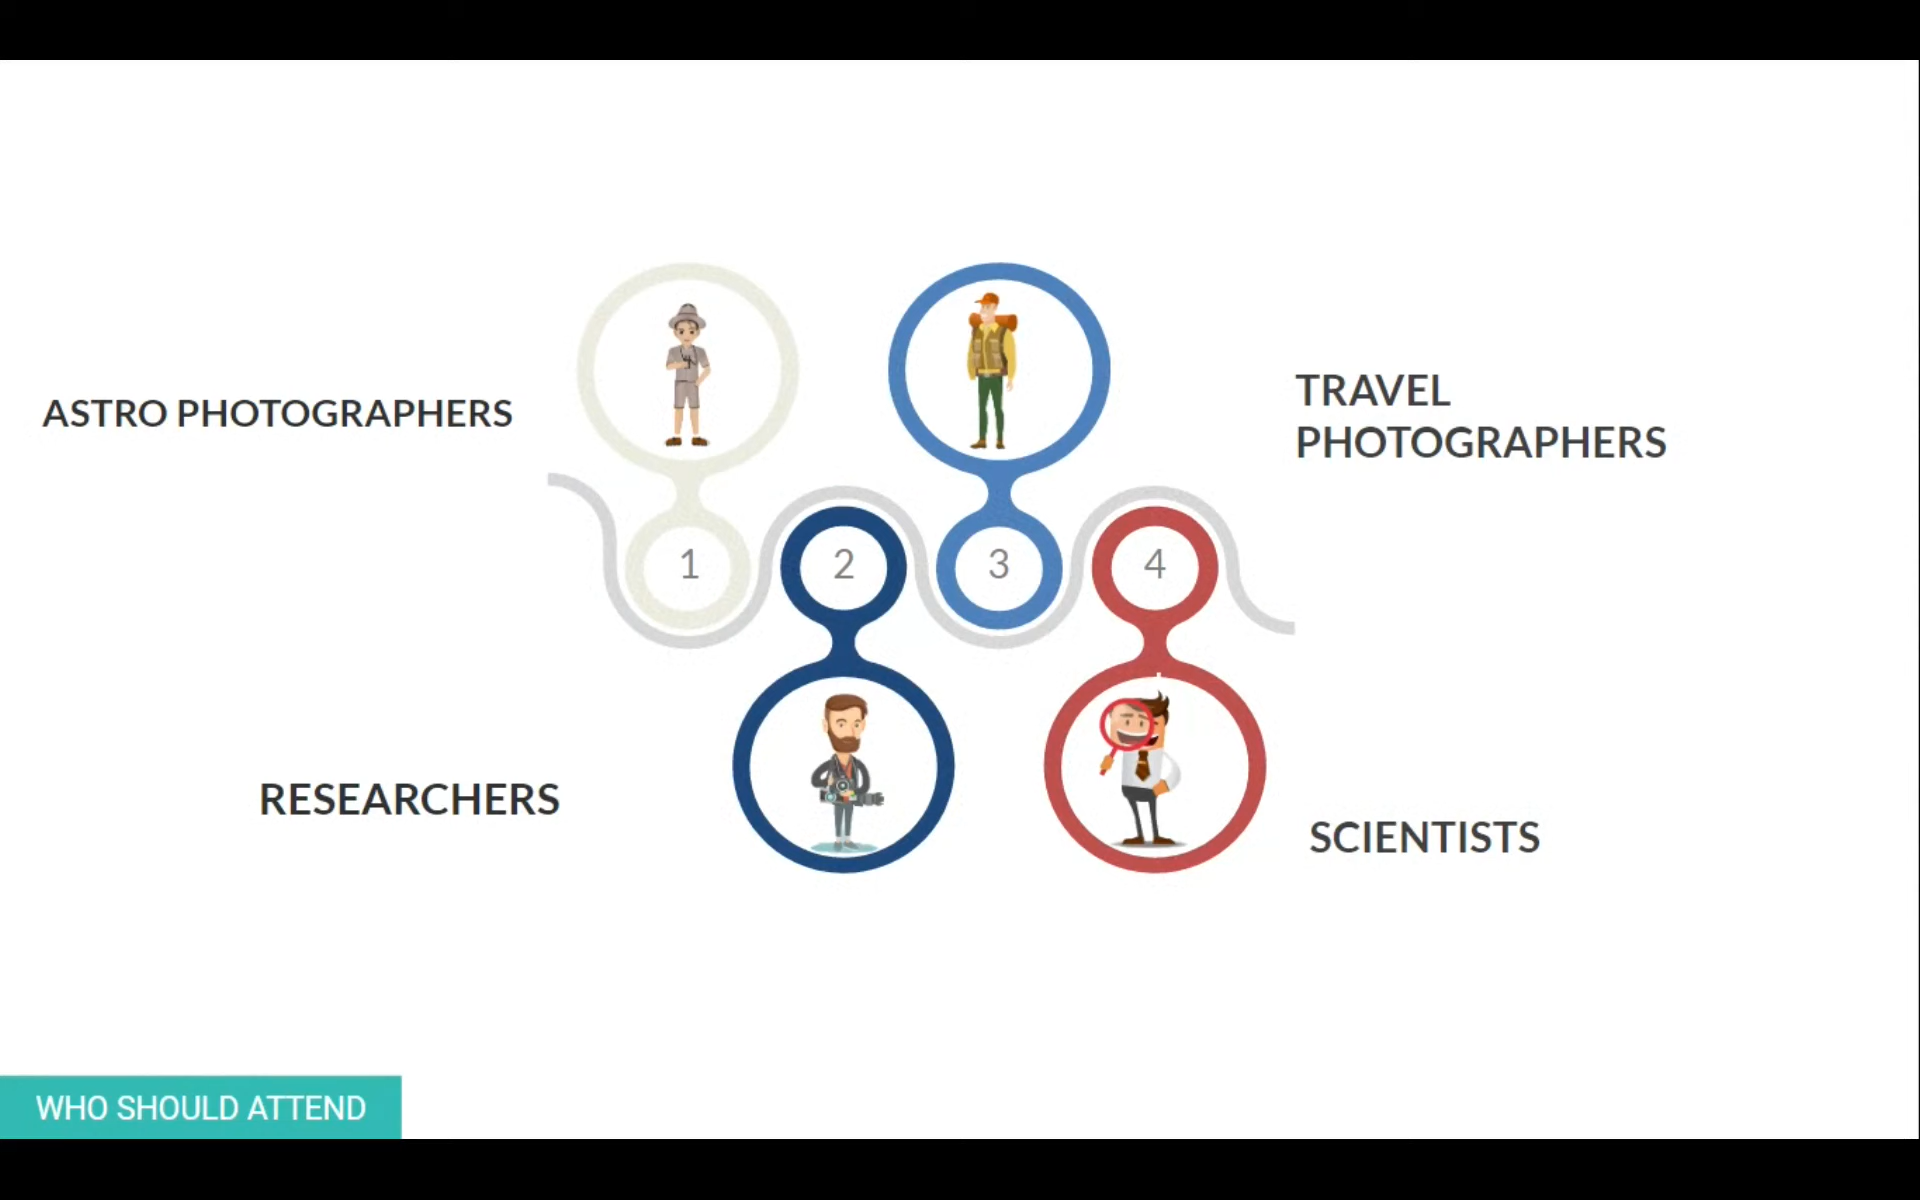 ASTRO PHOTOGRAPHERS
TRAVEL
PHOTOGRAPHERS
1
2
3
4
RESEARCHERS
SCIENTISTS
WHO SHOULD ATTEND